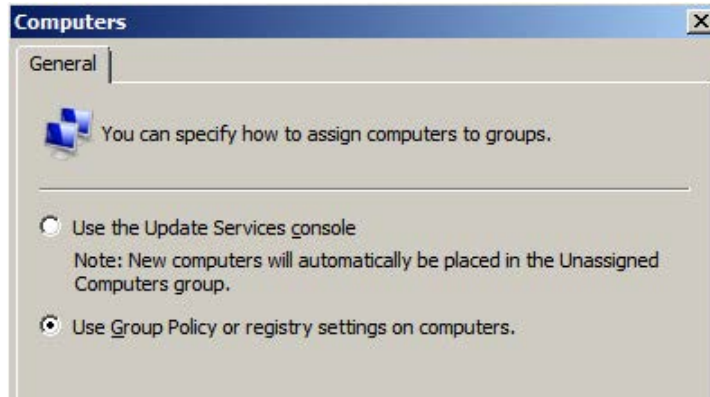 Computers
General
You can specify how to assign computers to groups.
Use the Update Services console
Note: New computers will automatically be placed in the Unassigned
Computers group.
Use Group Policy or registry settings on computers.